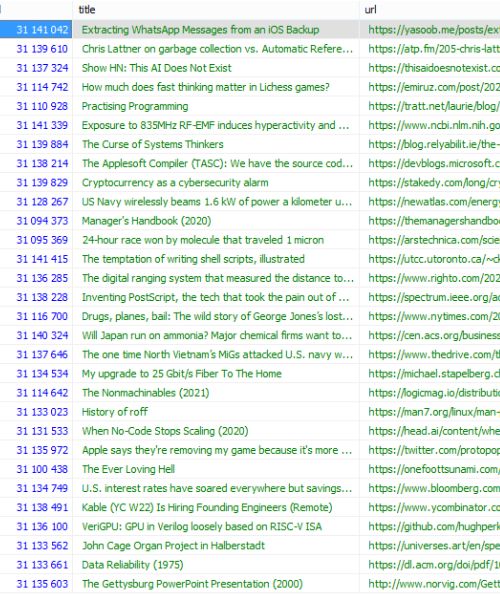 title url
31 141 042 Extracting WhatsApp Messages from an iOS Backup https://yasoob.me/posts/ex
31 139 610 Chris Lattner on garbage collection vs. Automatic Refere... https://atp.fm/205-chris-latt
31 137 324 Show HN: This AI Does Not Exist https://thisaidoesnotexist.co
31 114 742 How much does fast thinking matter in Lichess games? https://emiruz.com/post/202
31 110 928 Practising Programming https://tratt.net/laurie/blog/
31 141 339 Exposure to 835MHz RF-EMF induces hyperactivity and ... https://www.ncbi.nlm.nih.go
31 139 884 The Curse of Systems Thinkers https://blog.relyabilit.ie/the-
31 138 214 The Applesoft Compiler (TASC): We have the source cod... https://devblogs.microsoft.c
31 139 829 Cryptocurrency as a cybersecurity alarm https://stakedy.com/long/cry
31 128 267 US Navy wirelessly beams 1.6 kW of power a kilometer u... https://newatlas.com/energy
31 094 373 Manager's Handbook (2020) https://themanagershandboo
31 095 369 24-hour race won by molecule that traveled 1 micron https://arstechnica.com/scie
31 141 415 The temptation of writing shell scripts, illustrated https://utcc.utoronto.ca/~ck
31 136 285 The digital ranging system that measured the distance to... https://www.righto.com/202
31 138 228 Inventing PostScript, the tech that took the pain out of ... https://spectrum.ieee.org/ad
31 116 700 Drugs, planes, bail: The wild story of George Jones's lost... https://www.nytimes.com/20
31 140 324 Will Japan run on ammonia? Major chemical firms want to... https://cen.acs.org/business
31 137 646 The one time North Vietnam's MiGs attacked U.S. navy w... https://www.thedrive.com/th
31 134 534 My upgrade to 25 Gbit/s Fiber To The Home https://michael.stapelberg.cl
31 114 642 The Nonmachinables (2021) https://logicmag.io/distributi
31 133 023 History of roff https://man7.org/linux/man-
31 131 533 When No-Code Stops Scaling (2020) https://head.ai/content/whe
31 135 972 Apple says they're removing my game because it's more ... https://twitter.com/protopop
31 100 438 The Ever Loving Hell https://onefoottsunami.com/
31 134 749 U.S. interest rates have soared everywhere but savings... https://www.bloomberg.com
31 138 491 Kable (YC W22) Is Hiring Founding Engineers (Remote) https://www.ycombinator.co
31 136 100 VeriGPU: GPU in Verilog loosely based on RISC-V ISA https://github.com/hughperk
31 133 562 John Cage Organ Project in Halberstadt https://universes.art/en/spe
31 133 661 Data Reliability (1975) https://dl.acm.org/doi/pdf/10
31 135 603 The Gettysburg PowerPoint Presentation (2000) http://www.norvig.com/Gett